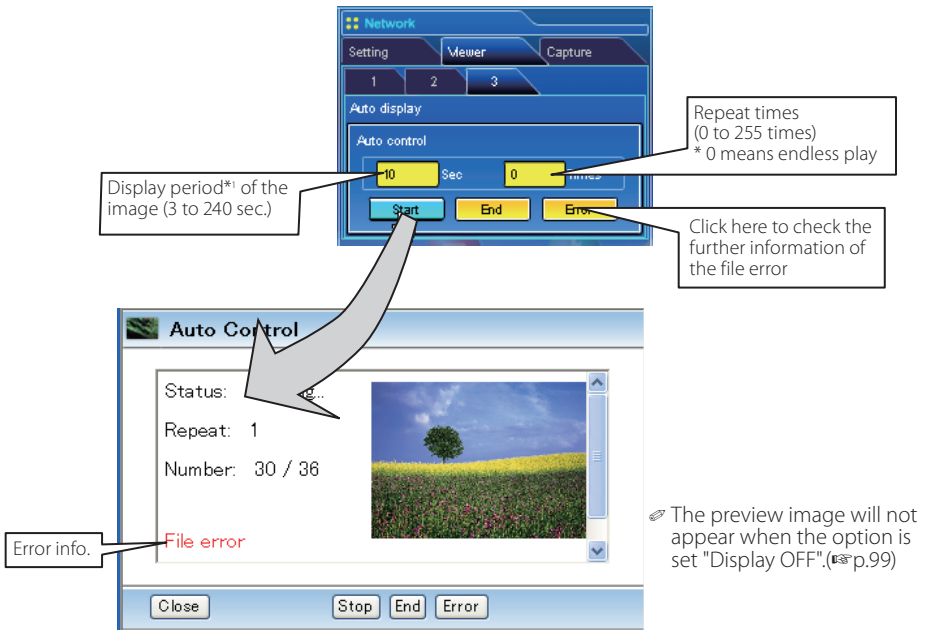 Network
Setting Viewer Capture
1 2 3
Auto display
Auto control
10 Sec 0
Start End Error
Repeat times
(0 to 255 times)
* 0 means endless play
Display period*1 of the
image (3 to 240 sec.)
Click here to check the
further information of
the file error
Auto Control
Status:
Repeat: 1
Number: 30 / 36
File error
Error info.
Close Stop End Error
✐ The preview image will not
appear when the option is
set "Display OFF".(☞p.99)